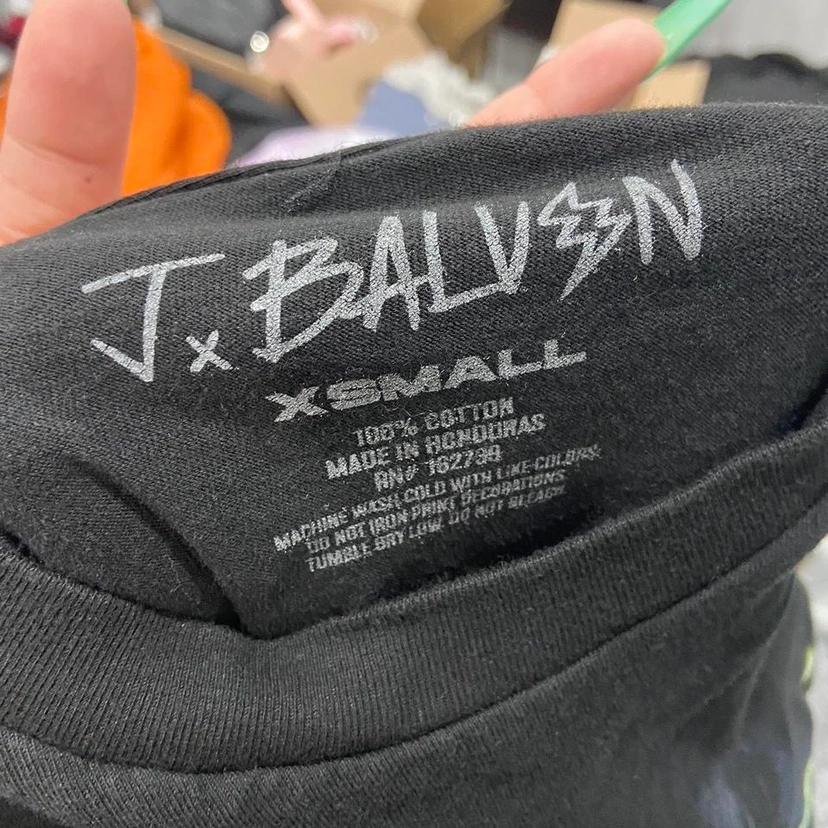 J x BALVIN
XSMALL
100% COTTON
MADE IN HONDURAS
RN# 162799
MACHINE WASH COLD WITH LIKE COLORS
DO NOT IRON PRINT DECORATIONS
TUMBLE DRY LOW. DO NOT BLEACH.